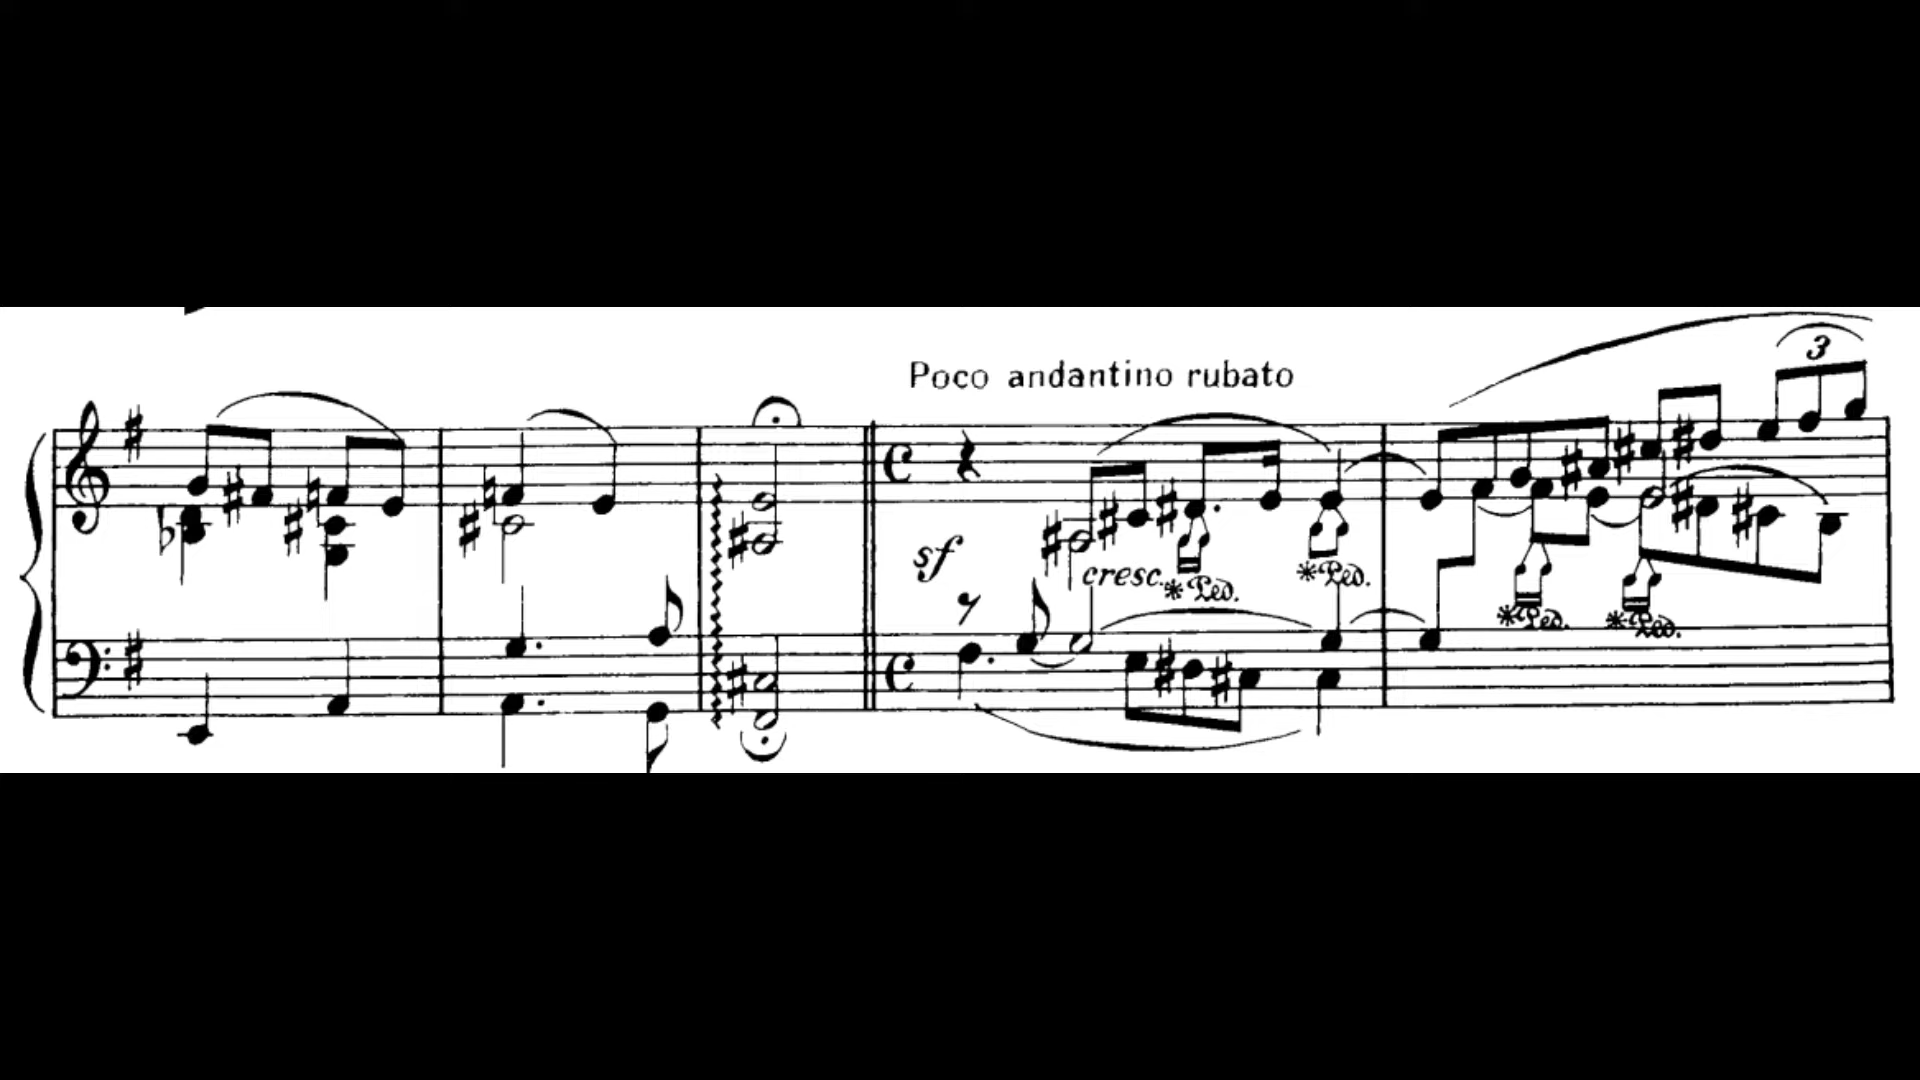 Poco andantino rubato
3
sf
cresc.
*Ped.
*Ped.
*Ped.
*Ped.